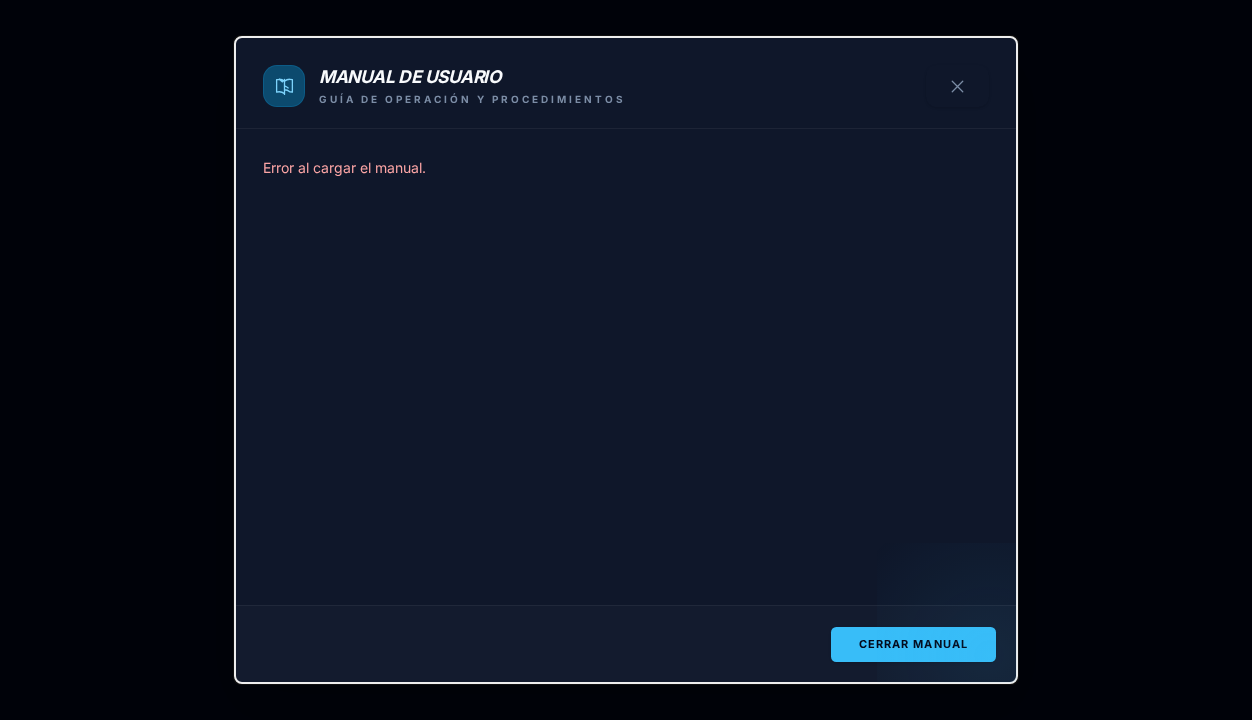 MANUAL DE USUARIO
GUÍA DE OPERACIÓN Y PROCEDIMIENTOS
Error al cargar el manual.
CERRAR MANUAL